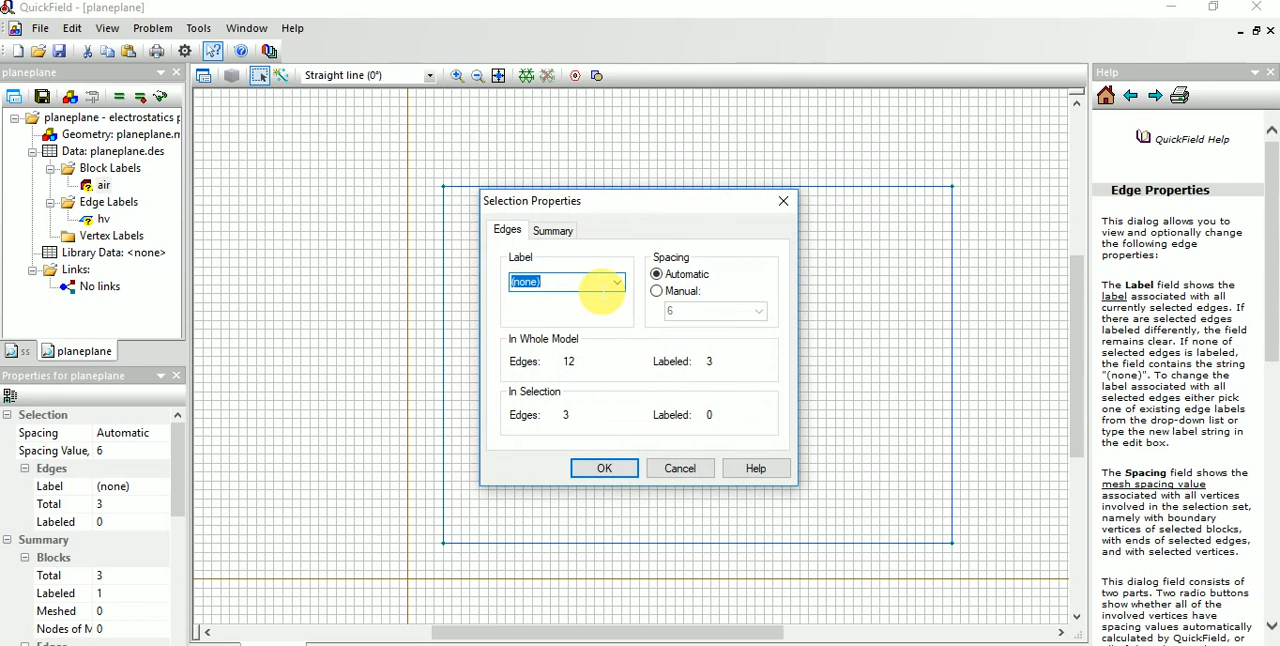 QuickField - [planeplane]
File Edit View Problem Tools Window Help
planeplane
planeplane - electrostatics p
Geometry: planeplane.m
Data: planeplane.des
Block Labels
air
Edge Labels
hv
Vertex Labels
Library Data: <none>
Links:
No links
ss planeplane
Properties for planeplane
Selection
Spacing Automatic
Spacing Value, 6
Edges
Label (none)
Total 3
Labeled 0
Summary
Blocks
Total 3
Labeled 1
Meshed 0
Nodes of M 0
Straight line (0°)
Selection Properties
Edges Summary
Label
(none)
Spacing
Automatic
Manual:
6
In Whole Model
Edges: 12 Labeled: 3
In Selection
Edges: 3 Labeled: 0
OK Cancel Help
Help
QuickField Help
Edge Properties
This dialog allows you to
view and optionally change
the following edge
properties:
The Label field shows the
label associated with all
currently selected edges. If
there are selected edges
labeled differently, the field
remains clear. If none of
selected edges is labeled,
the field contains the string
"(none)". To change the
label associated with all
selected edges either pick
one of existing edge labels
from the drop-down list or
type the new label string in
the edit box.
The Spacing field shows the
mesh spacing value
associated with all vertices
involved in the selection set,
namely with boundary
vertices of selected blocks,
with ends of selected edges,
and with selected vertices.
This dialog field consists of
two parts. Two radio buttons
show whether all of the
involved vertices have
spacing values automatically
calculated by QuickField, or